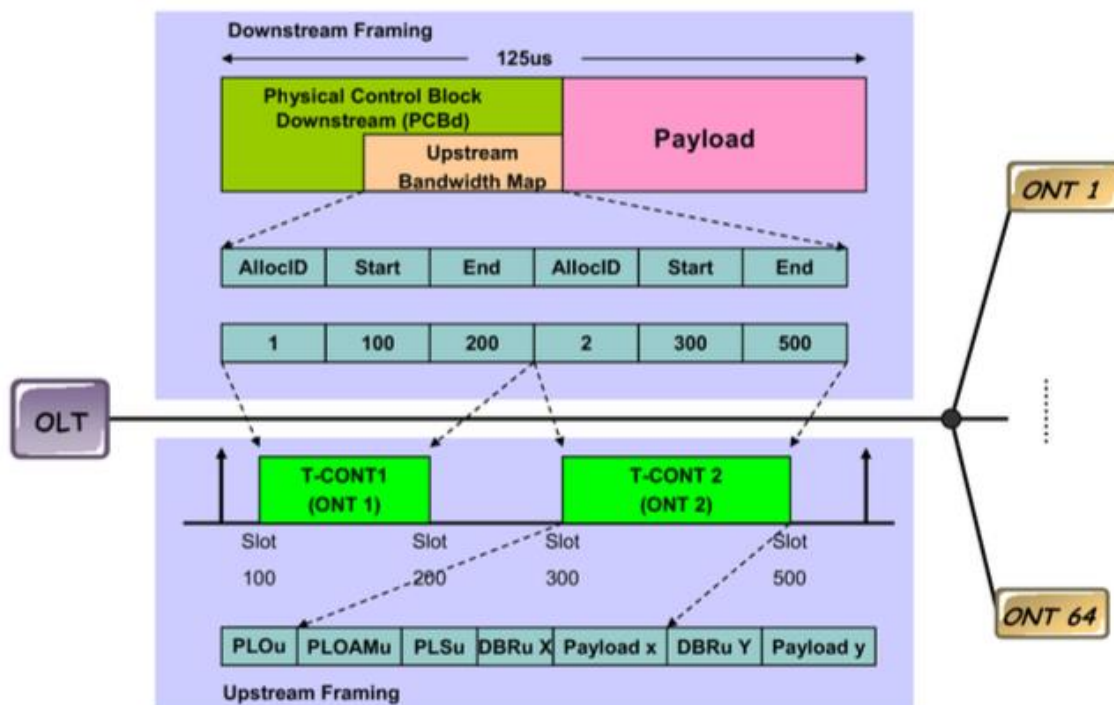 Downstream Framing
125us
Physical Control Block
Downstream (PCBd)
Payload
Upstream
Bandwidth Map
ONT 1
AllocID Start End AllocID Start End
1 100 200 2 300 500
OLT
T-CONT1
(ONT 1)
T-CONT 2
(ONT 2)
Slot Slot Slot Slot
100 200 300 500
ONT 64
PLOu PLOAMu PLSu DBRu X Payload x DBRu Y Payload y
Upstream Framing